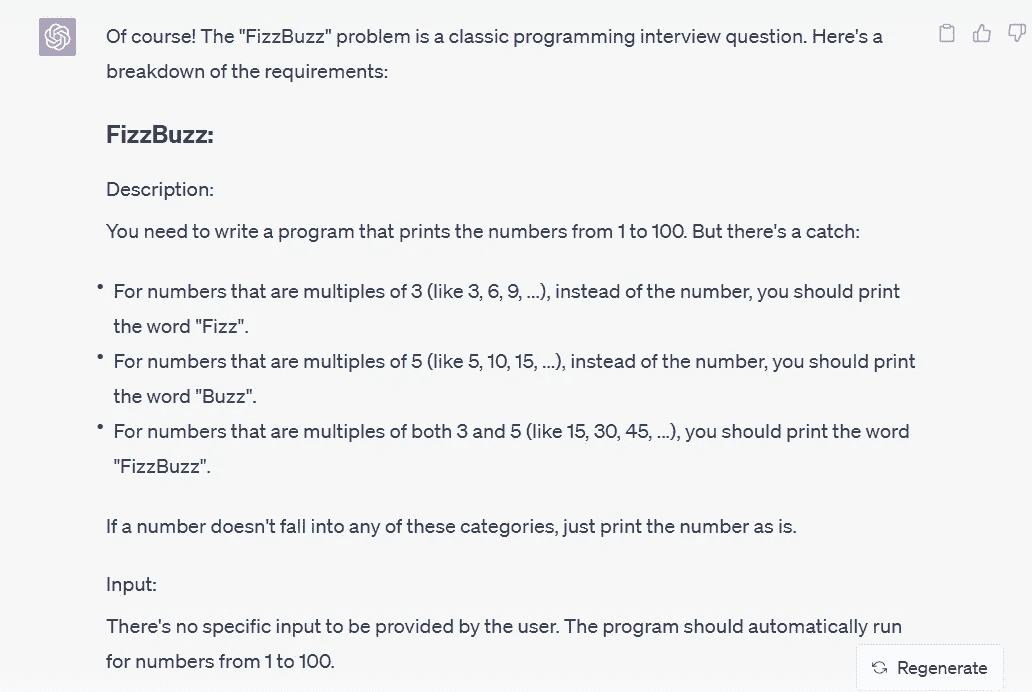 Of course! The "FizzBuzz" problem is a classic programming interview question. Here's a
breakdown of the requirements:
FizzBuzz:
Description:
You need to write a program that prints the numbers from 1 to 100. But there's a catch:
• For numbers that are multiples of 3 (like 3, 6, 9, ...), instead of the number, you should print
the word "Fizz".
• For numbers that are multiples of 5 (like 5, 10, 15, ...), instead of the number, you should print
the word "Buzz".
• For numbers that are multiples of both 3 and 5 (like 15, 30, 45, ...), you should print the word
"FizzBuzz".
If a number doesn't fall into any of these categories, just print the number as is.
Input:
There's no specific input to be provided by the user. The program should automatically run
for numbers from 1 to 100.
Regenerate